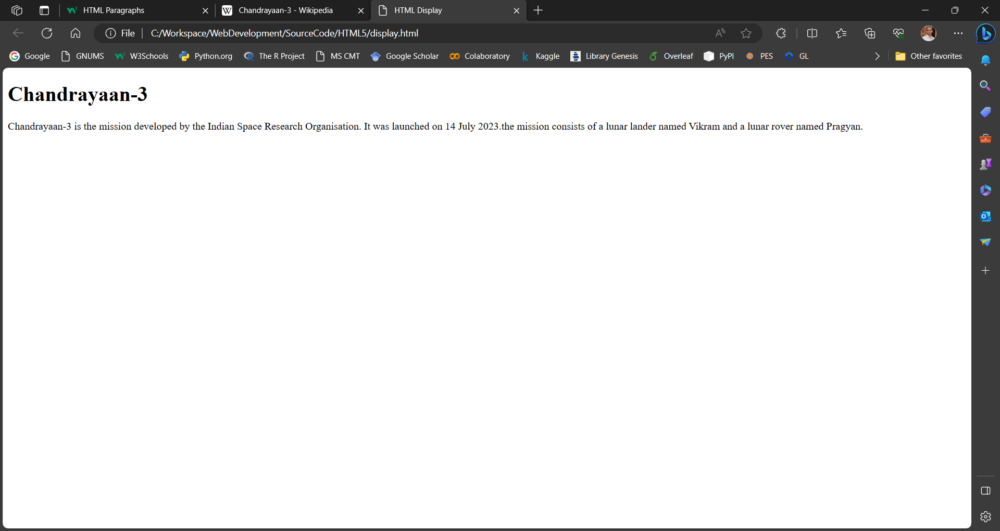 HTML Paragraphs
W Chandrayaan-3 - Wikipedia
HTML Display
File C:/Workspace/WebDevelopment/SourceCode/HTML5/display.html
Google GNUMS W3Schools Python.org The R Project MS CMT Google Scholar Colaboratory Kaggle Library Genesis Overleaf PyPI PES GL Other favorites
Chandrayaan-3
Chandrayaan-3 is the mission developed by the Indian Space Research Organisation. It was launched on 14 July 2023.the mission consists of a lunar lander named Vikram and a lunar rover named Pragyan.